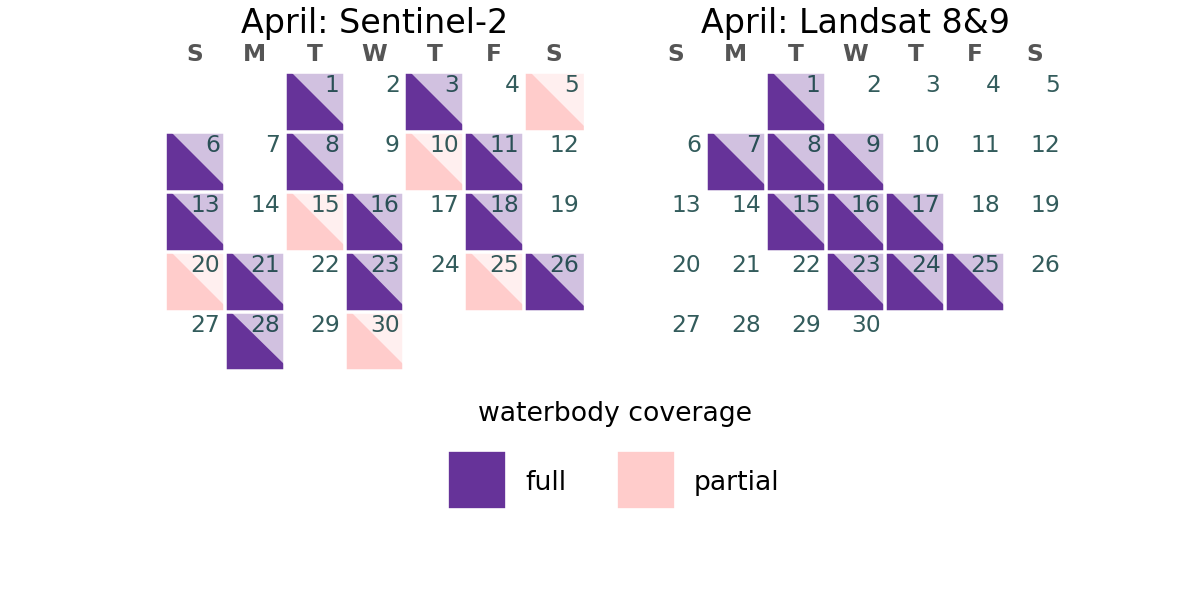 April: Sentinel-2
S M T W T F S
1 2 3 4 5
6 7 8 9 10 11 12
13 14 15 16 17 18 19
20 21 22 23 24 25 26
27 28 29 30
April: Landsat 8&9
S M T W T F S
1 2 3 4 5
6 7 8 9 10 11 12
13 14 15 16 17 18 19
20 21 22 23 24 25 26
27 28 29 30
waterbody coverage
full
partial